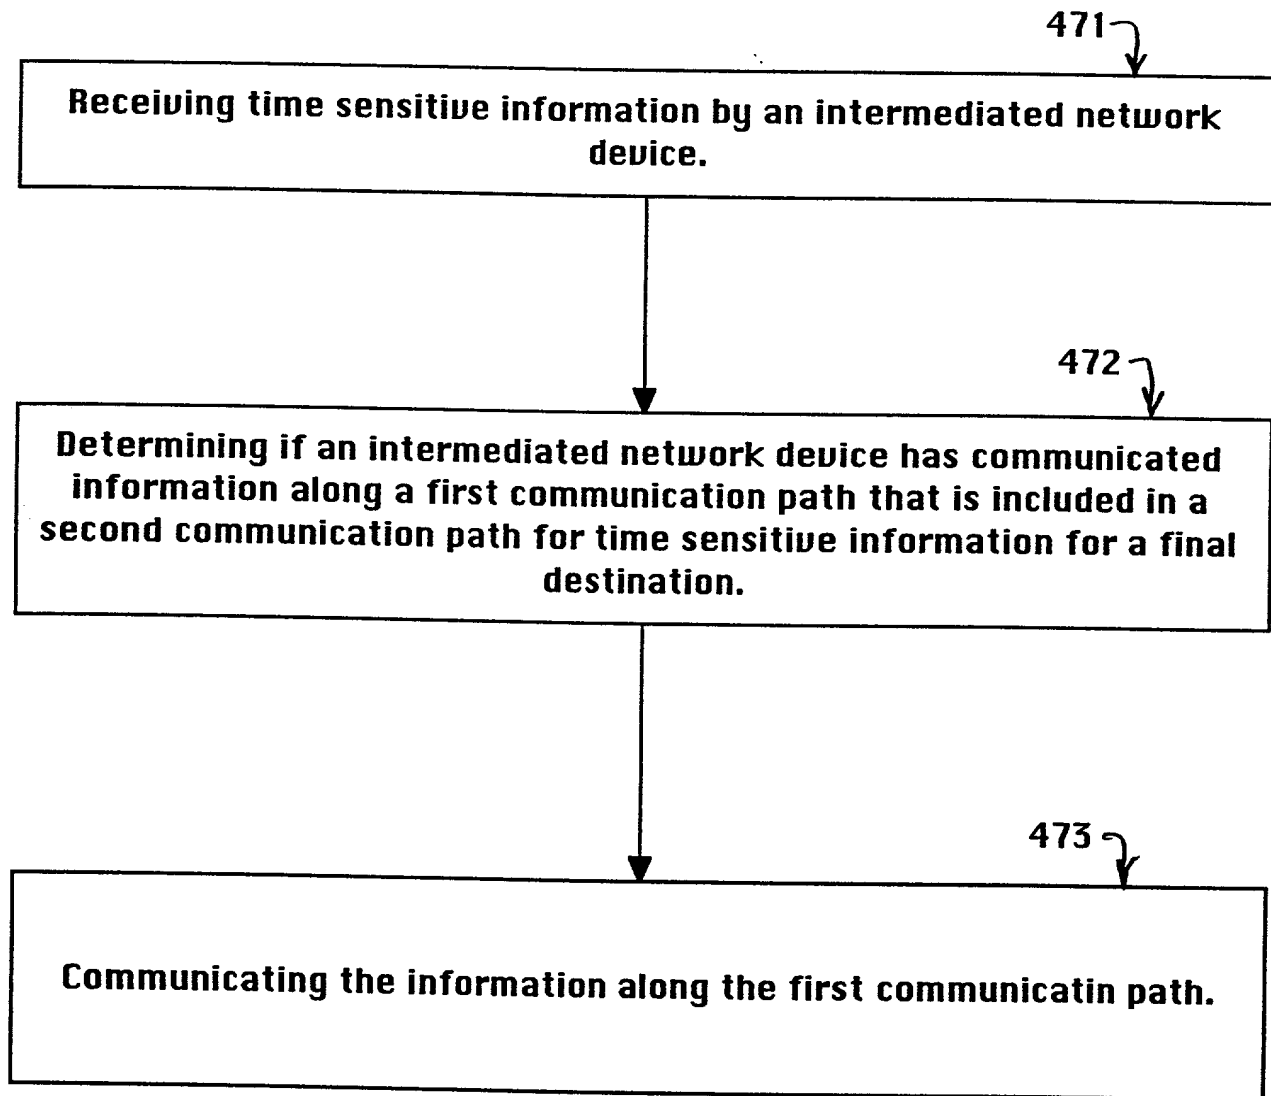 471
Receiving time sensitive information by an intermediated network
device.
472
Determining if an intermediated network device has communicated
information along a first communication path that is included in a
second communication path for time sensitive information for a final
destination.
473
Communicating the information along the first communicatin path.